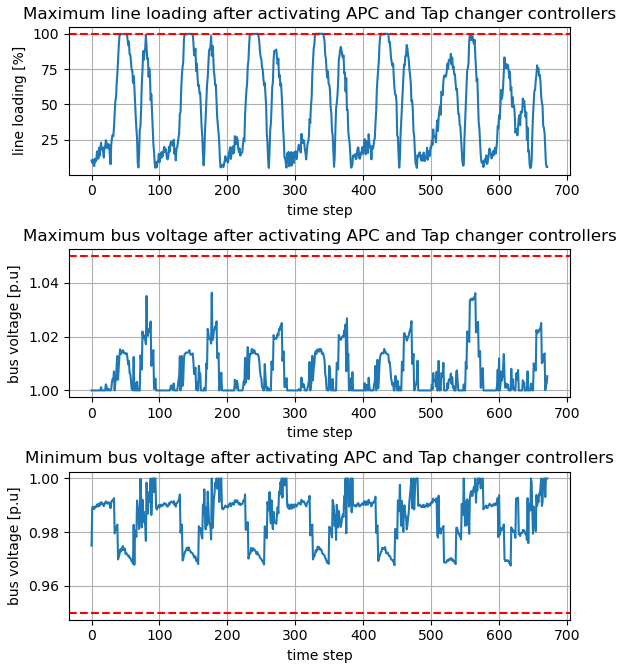 Maximum line loading after activating APC and Tap changer controllers
line loading [%]
100
75
50
25
0 100 200 300 400 500 600 700
time step
Maximum bus voltage after activating APC and Tap changer controllers
bus voltage [p.u]
1.04
1.02
1.00
0 100 200 300 400 500 600 700
time step
Minimum bus voltage after activating APC and Tap changer controllers
bus voltage [p.u]
1.00
0.98
0.96
0 100 200 300 400 500 600 700
time step